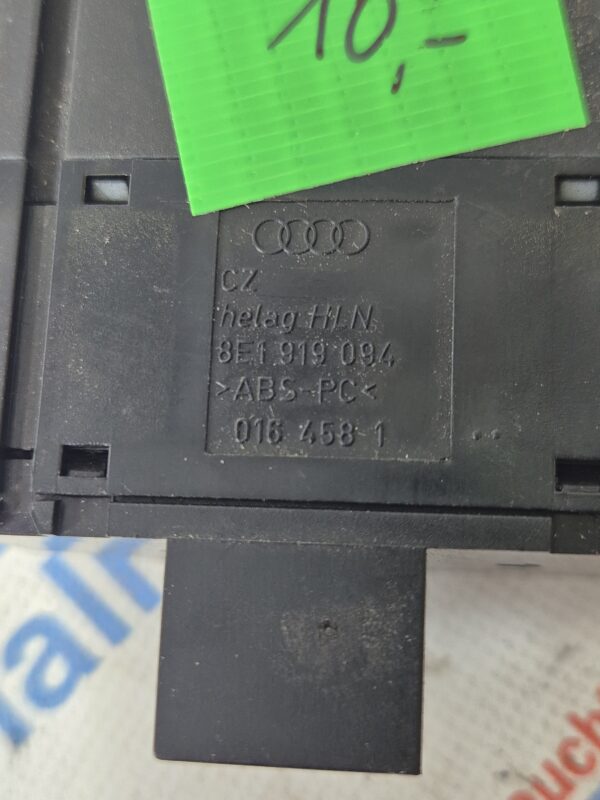 10,-
CZ
helag HLN
8E1 919 094
>ABS-PC<
016 458 1